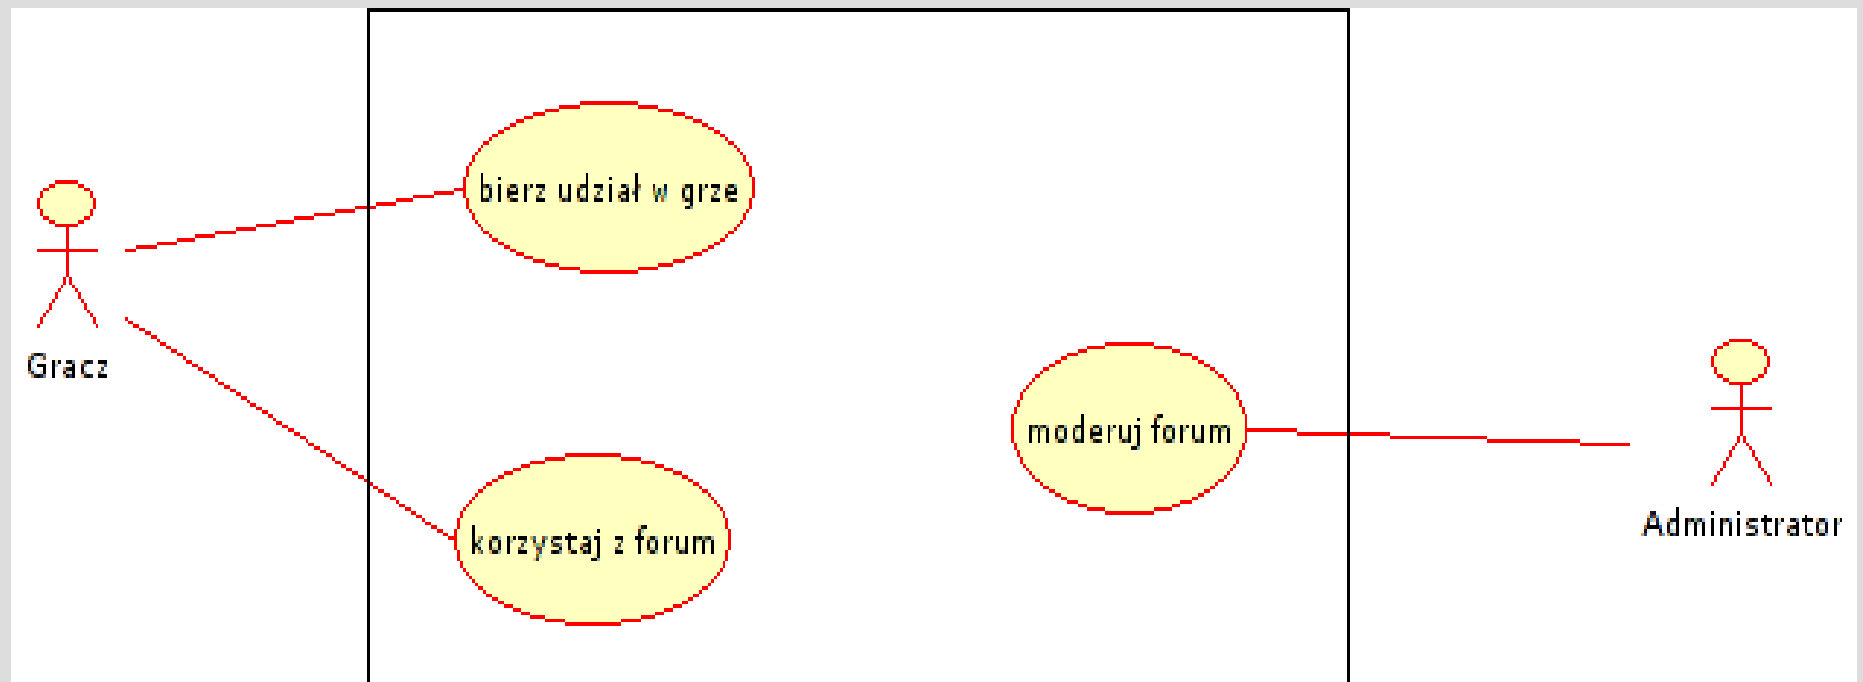 bierz udział w grze
Gracz
moderuj forum
korzystaj z forum
Administrator